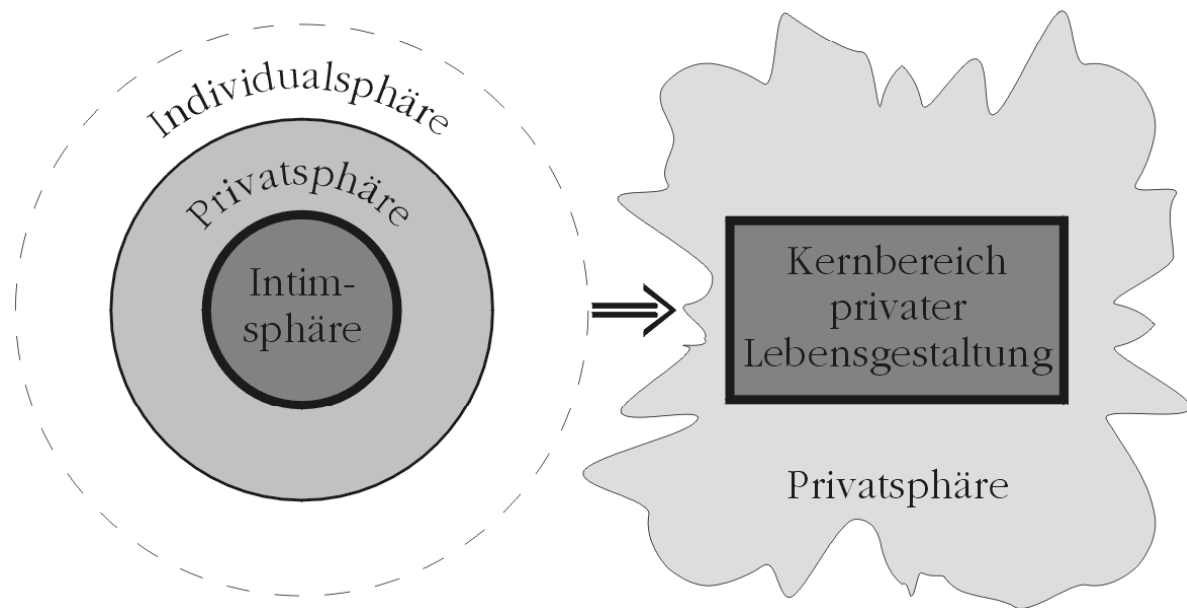 Individualsphäre
Privatsphäre
Intim-
sphäre
Kernbereich
privater
Lebensgestaltung
Privatsphäre